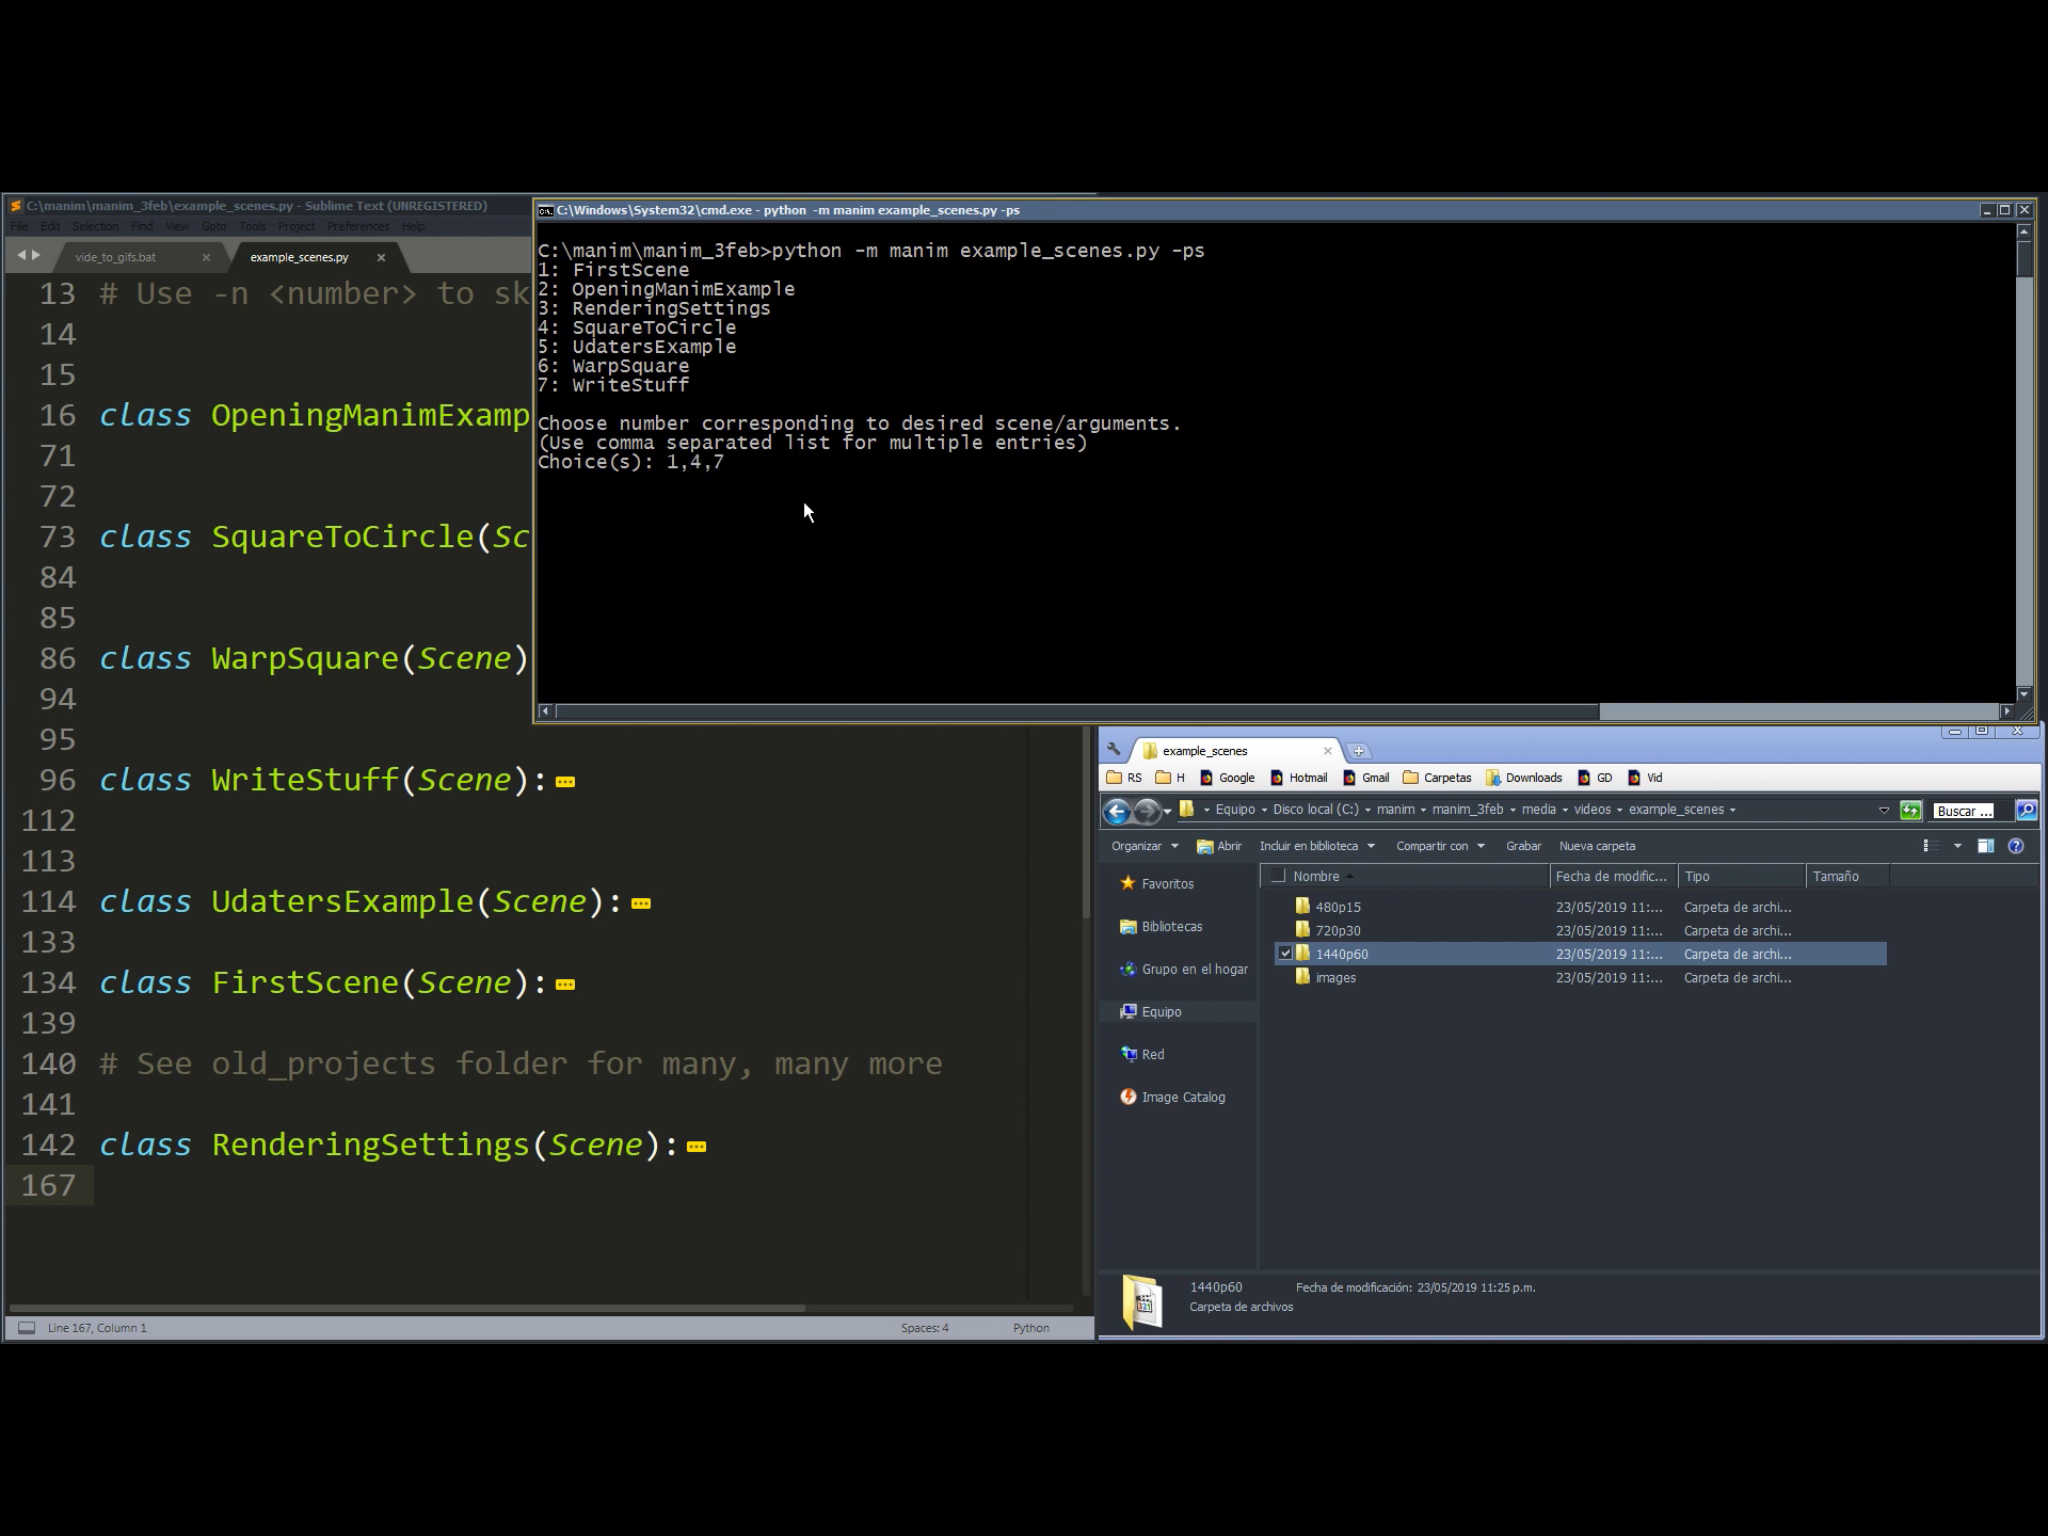 C:\manim\manim_3feb\example_scenes.py - Sublime Text (UNREGISTERED)
File Edit Selection Find View Goto Tools Project Preferences Help
vide_to_gifs.bat
example_scenes.py
13 # Use -n <number> to sk
14
15
16 class OpeningManimExamp
71
72
73 class SquareToCircle(Sc
84
85
86 class WarpSquare(Scene)
94
95
96 class WriteStuff(Scene):
112
113
114 class UdatersExample(Scene):
133
134 class FirstScene(Scene):
139
140 # See old_projects folder for many, many more
141
142 class RenderingSettings(Scene):
167
Line 167, Column 1
Spaces: 4
Python
C:\Windows\System32\cmd.exe - python -m manim example_scenes.py -ps
C:\manim\manim_3feb>python -m manim example_scenes.py -ps
1: FirstScene
2: OpeningManimExample
3: RenderingSettings
4: SquareToCircle
5: UdatersExample
6: WarpSquare
7: WriteStuff
Choose number corresponding to desired scene/arguments.
(Use comma separated list for multiple entries)
Choice(s): 1,4,7
example_scenes
RS H Google Hotmail Gmail Carpetas Downloads GD Vid
Equipo Disco local (C:) manim manim_3feb media videos example_scenes
Buscar ...
Organizar Abrir Incluir en biblioteca Compartir con Grabar Nueva carpeta
Favoritos
Bibliotecas
Grupo en el hogar
Equipo
Red
Image Catalog
Nombre Fecha de modific... Tipo Tamaño
480p15 23/05/2019 11:... Carpeta de archi...
720p30 23/05/2019 11:... Carpeta de archi...
1440p60 23/05/2019 11:... Carpeta de archi...
images 23/05/2019 11:... Carpeta de archi...
1440p60 Fecha de modificación: 23/05/2019 11:25 p.m.
Carpeta de archivos